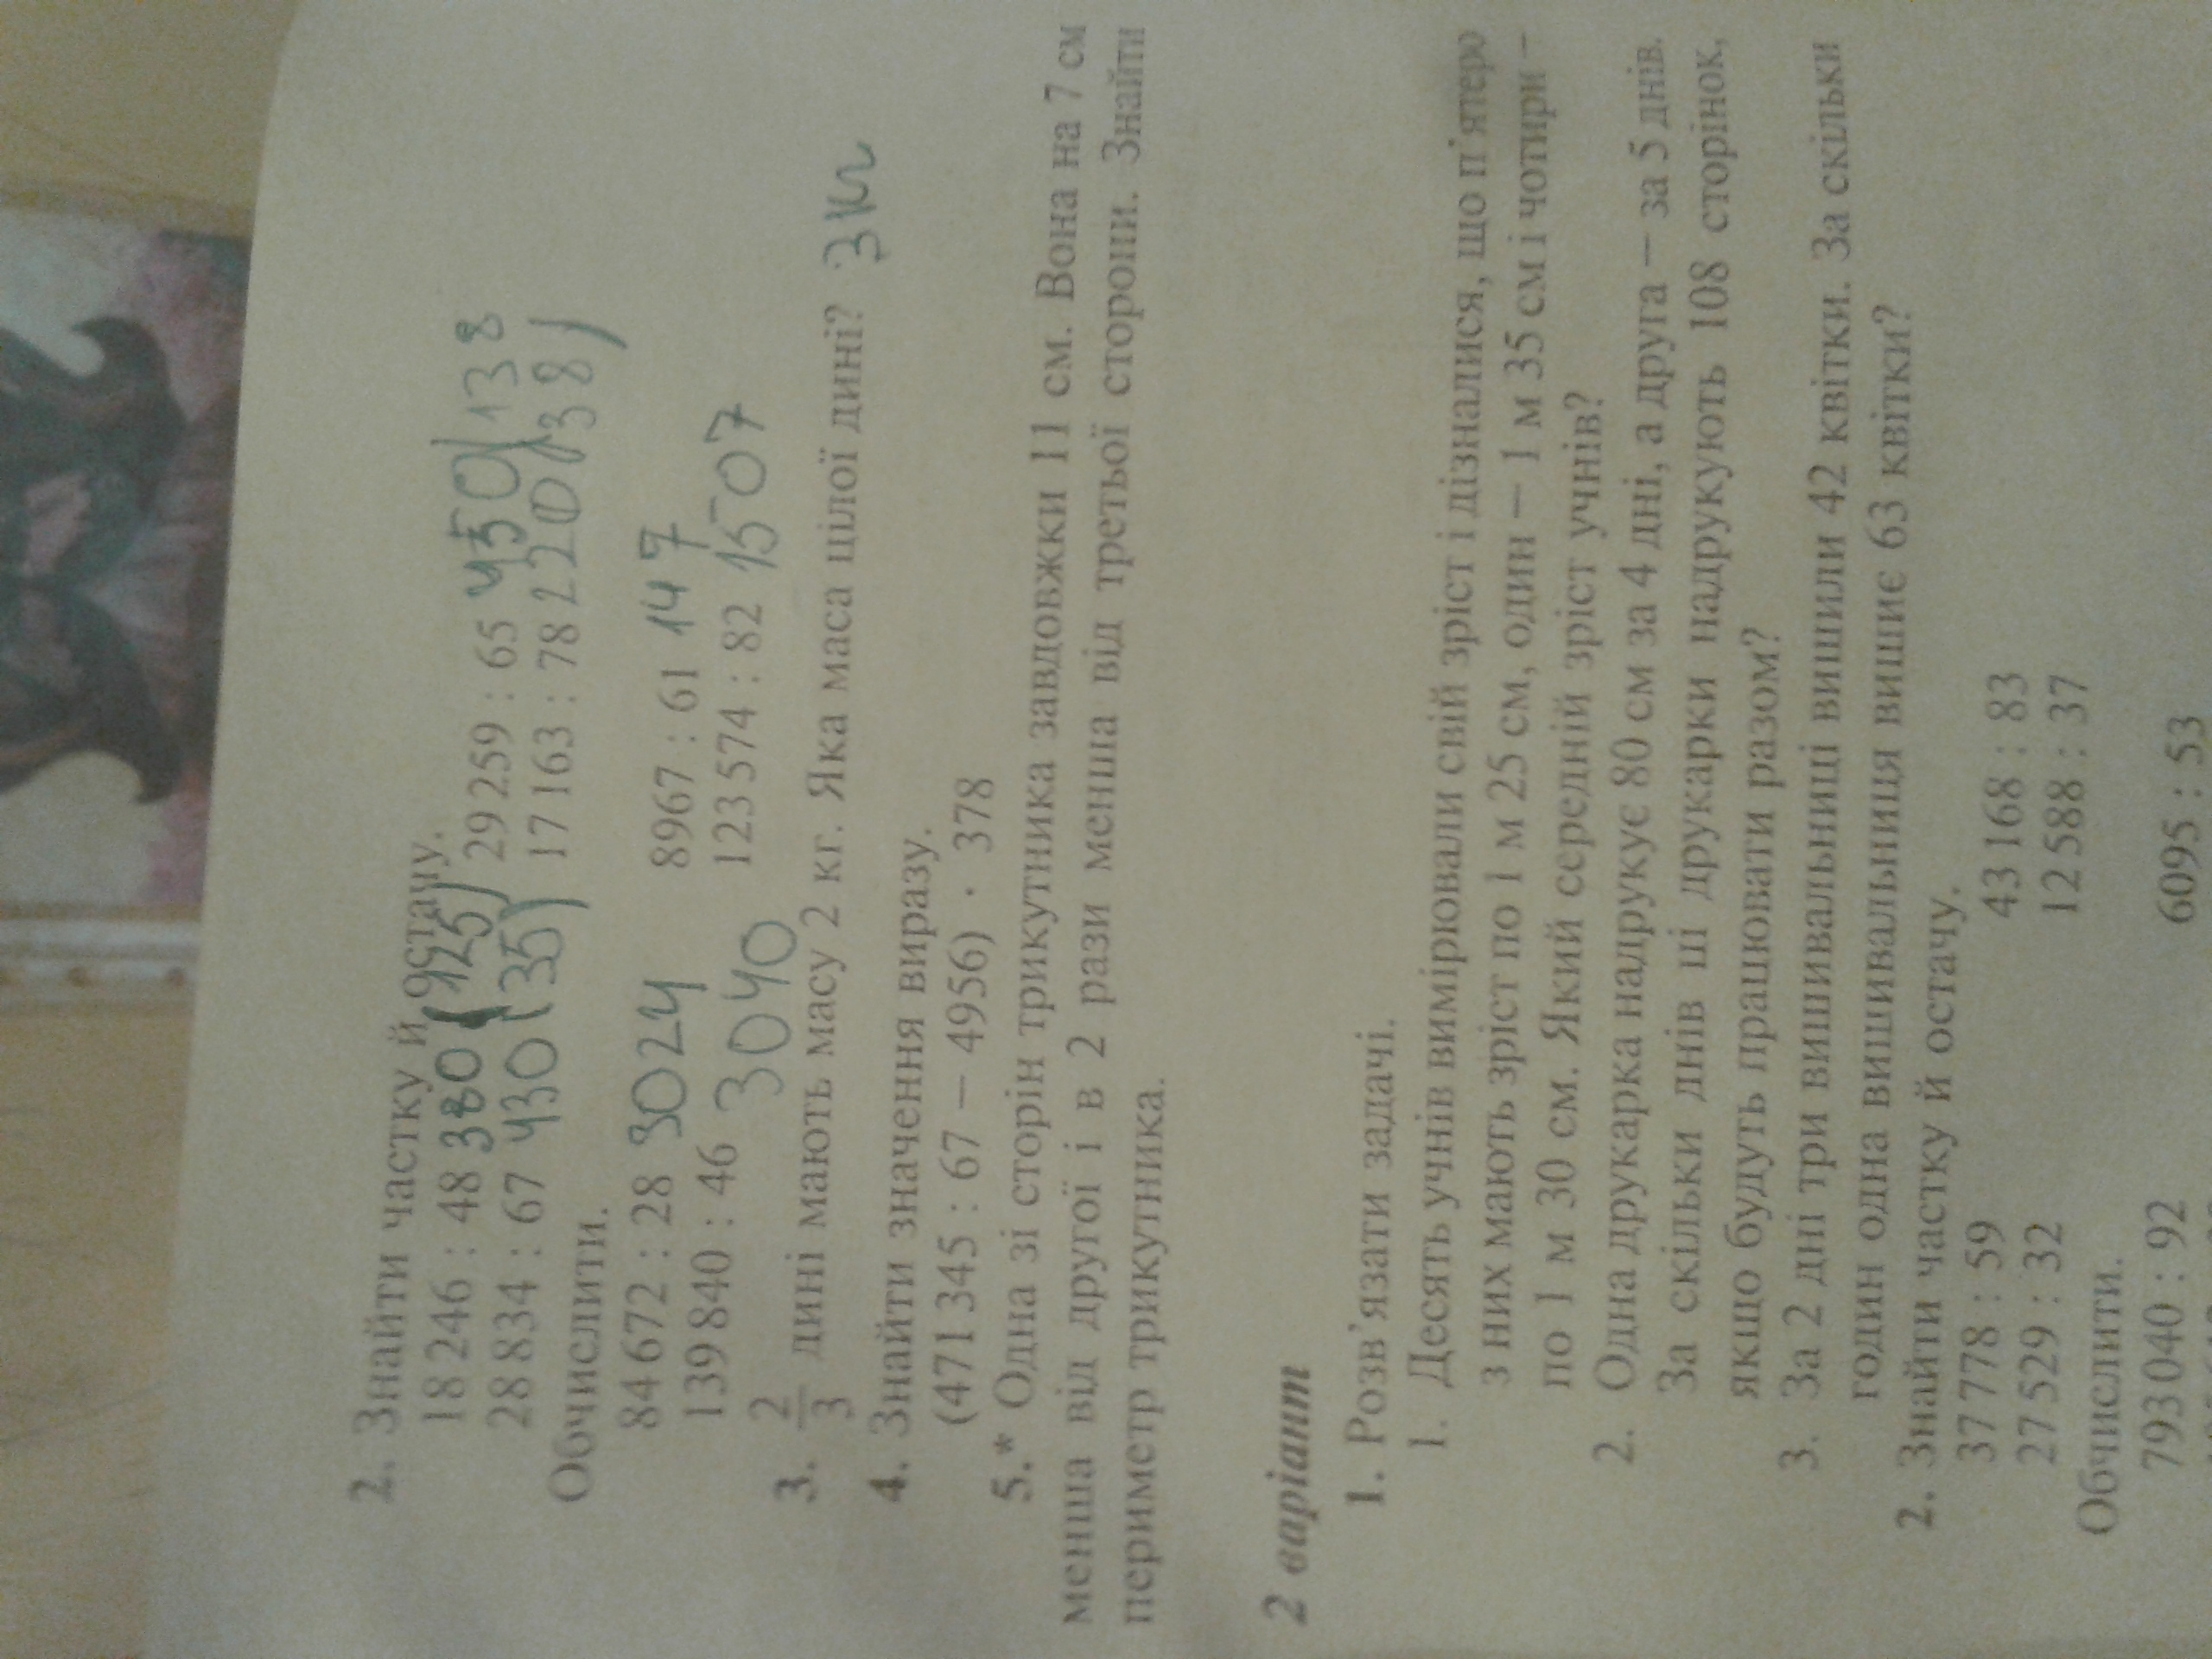 2. Знайти частку й остачу.
18 246 : 48 380 (125) 29 259 : 65 450/13 8
28 834 : 67 430 (35) 17 163 : 78 220 (38)
Обчислити.
84 672 : 28 3024 8967 : 61 147
139 840 : 46 3040 123 574 : 82 1507
3. 2/3 дині мають масу 2 кг. Яка маса цілої дині? 3 кг
4. Знайти значення виразу.
(471 345 : 67 – 4956) · 378
5.* Одна зі сторін трикутника завдовжки 11 см. Вона на 7 см
менша від другої і в 2 рази менша від третьої сторони. Знайти
периметр трикутника.
2 варіант
1. Розв'язати задачі.
1. Десять учнів вимірювали свій зріст і дізналися, що п'ятеро
з них мають зріст по 1 м 25 см, один – 1 м 35 см і чотири –
по 1 м 30 см. Який середній зріст учнів?
2. Одна друкарка надрукує 80 см за 4 дні, а друга – за 5 днів.
За скільки днів ці друкарки надрукують 108 сторінок,
якщо будуть працювати разом?
3. За 2 дні три вишивальниці вишили 42 квітки. За скільки
годин одна вишивальниця вишиє 63 квітки?
2. Знайти частку й остачу.
37 778 : 59 43 168 : 83
27 529 : 32 12 588 : 37
Обчислити.
793 040 : 92 6095 : 53